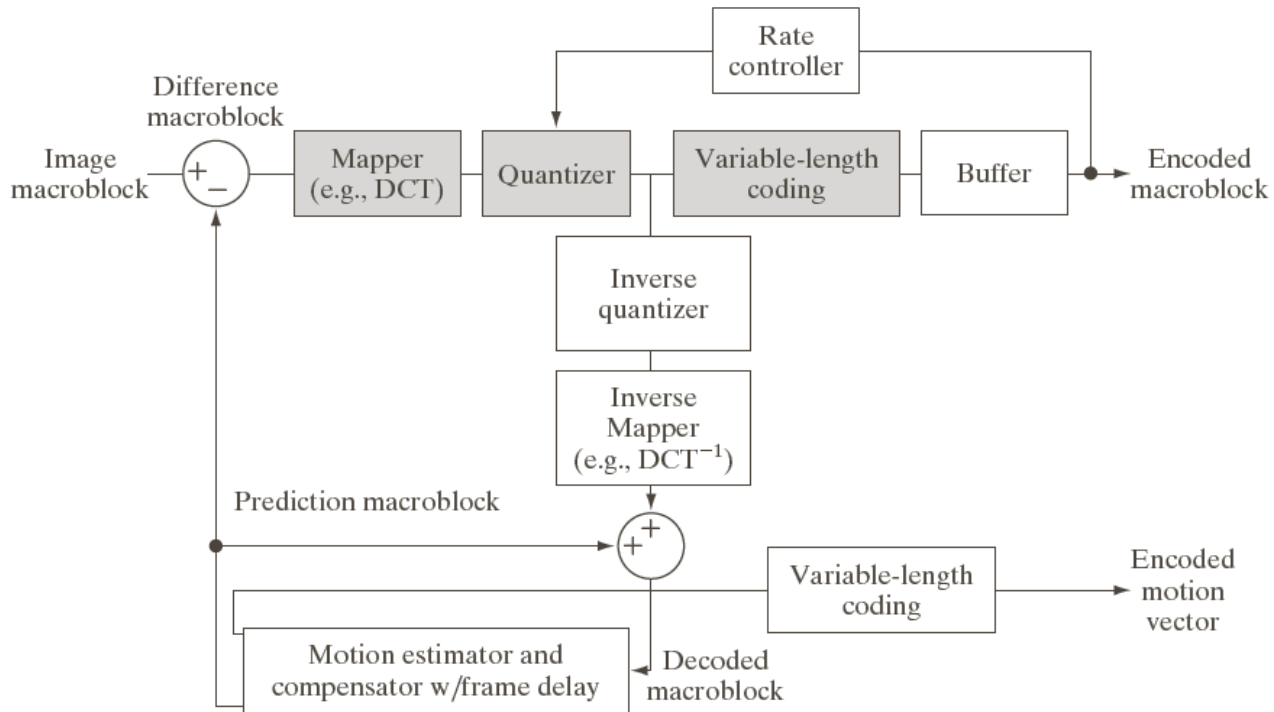 Rate
controller
Difference
macroblock
Image
macroblock
+
−
Mapper
(e.g., DCT)
Quantizer
Variable-length
coding
Buffer
Encoded
macroblock
Inverse
quantizer
Inverse
Mapper
(e.g., DCT⁻¹)
Prediction macroblock
+
+
Variable-length
coding
Encoded
motion
vector
Motion estimator and
compensator w/frame delay
Decoded
macroblock